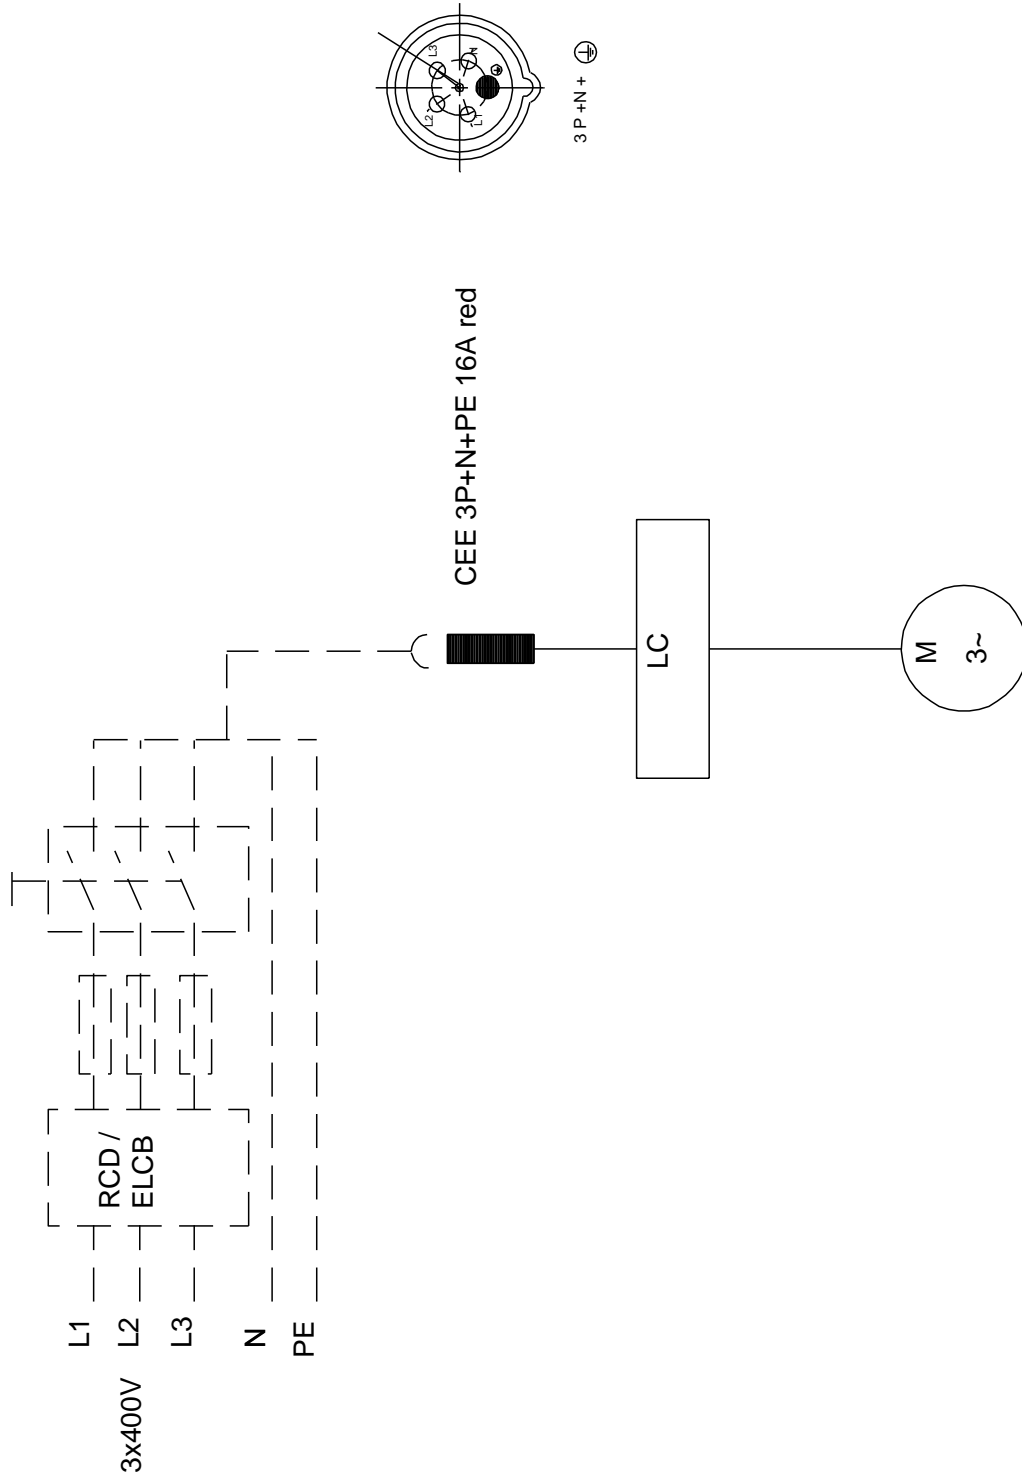 3x400V
L1
L2
L3
N
PE
RCD /
ELCB
CEE 3P+N+PE 16A red
LC
M
3~
L2
L3
L1
N
3 P +N +